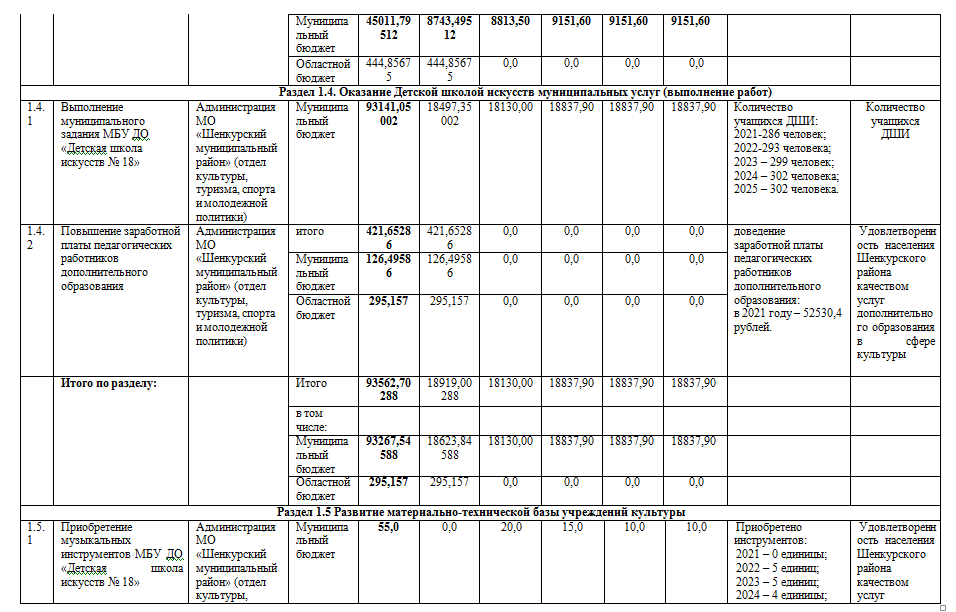 Муниципа 45011,79 8743,495 8813,50 9151,60 9151,60 9151,60
льный 512 12
бюджет
Областной 444,8567 444,8567 0,0 0,0 0,0 0,0
бюджет 5 5
Раздел 1.4. Оказание Детской школой искусств муниципальных услуг (выполнение работ)
1.4. Выполнение Администрация Муниципа 93141,05 18497,35 18130,00 18837,90 18837,90 18837,90 Количество Количество
1 муниципального МО льный 002 002 учащихся ДШИ: учащихся
задания МБУ ДО «Шенкурский бюджет 2021-286 человек; ДШИ
«Детская школа муниципальный 2022-293 человека;
искусств № 18» район» (отдел 2023 – 299 человек;
культуры, 2024 – 302 человека;
туризма, спорта 2025 – 302 человека.
и молодежной
политики)
1.4. Повышение заработной Администрация итого 421,6528 421,6528 0,0 0,0 0,0 0,0 доведение Удовлетворенн
2 платы педагогических МО 6 6 заработной платы ость населения
работников «Шенкурский Муниципа 126,4958 126,4958 0,0 0,0 0,0 0,0 педагогических Шенкурского
дополнительного муниципальный льный 6 6 работников района
образования район» (отдел бюджет дополнительного качеством
культуры, Областной 295,157 295,157 0,0 0,0 0,0 0,0 образования: услуг
туризма, спорта бюджет в 2021 году – 52530,4 дополнительно
и молодежной рублей. го образования
политики) в сфере
культуры
Итого по разделу: Итого 93562,70 18919,00 18130,00 18837,90 18837,90 18837,90
288 288
в том
числе:
Муниципа 93267,54 18623,84 18130,00 18837,90 18837,90 18837,90
льный 588 588
бюджет
Областной 295,157 295,157 0,0 0,0 0,0 0,0
бюджет
Раздел 1.5 Развитие материально-технической базы учреждений культуры
1.5. Приобретение Администрация Муниципа 55,0 0,0 20,0 15,0 10,0 10,0 Приобретено Удовлетворенн
1 музыкальных МО льный инструментов: ость населения
инструментов МБУ ДО «Шенкурский бюджет 2021 – 0 единицы; Шенкурского
«Детская школа муниципальный 2022 – 5 единиц; района
искусств № 18» район» (отдел 2023 – 5 единиц; качеством
культуры, 2024 – 4 единицы; услуг